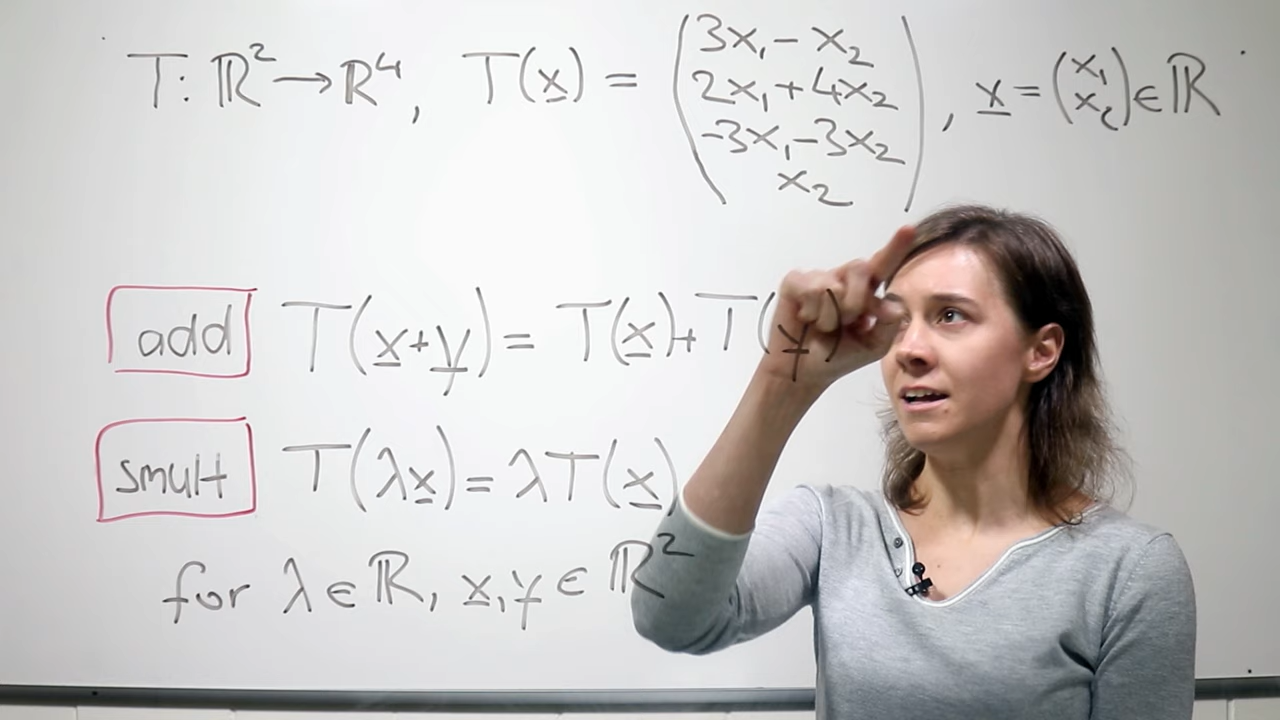 T: ℝ² → ℝ⁴, T(x̲) = (3x₁ - x₂
2x₁ + 4x₂
-3x₁ - 3x₂
x₂), x̲ = (x₁
x₂) ∈ ℝ
add T(x̲+y̲) = T(x̲) + T(y̲)
smult T(λx̲) = λT(x̲)
for λ ∈ ℝ, x̲, y̲ ∈ ℝ²